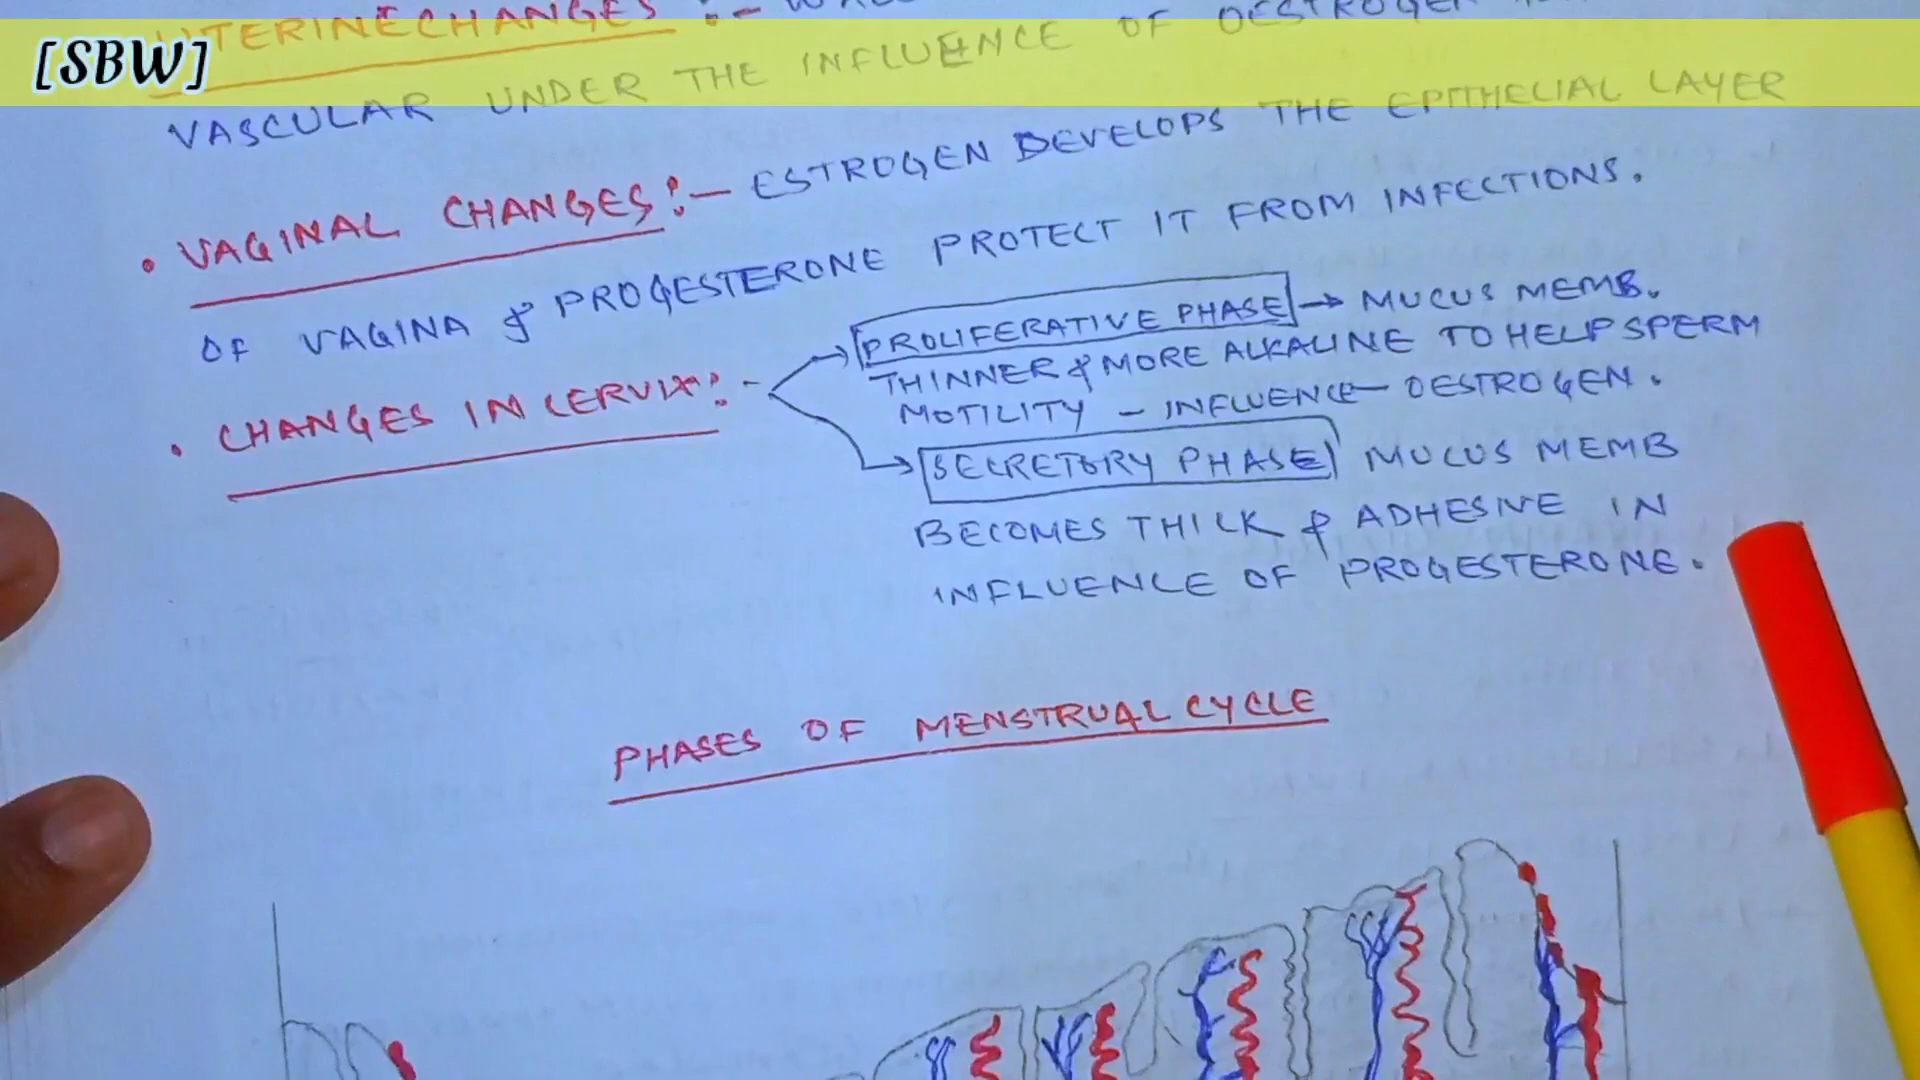 UTERINE CHANGES :-
[SBW]
VASCULAR UNDER THE INFLUENCE OF OESTROGEN
• VAGINAL CHANGES :- ESTROGEN DEVELOPS THE EPITHELIAL LAYER
OF VAGINA & PROGESTERONE PROTECT IT FROM INFECTIONS.
• CHANGES IN CERVIX :-
PROLIFERATIVE PHASE → MUCUS MEMB.
THINNER & MORE ALKALINE TO HELP SPERM
MOTILITY - INFLUENCE - OESTROGEN.
SECRETORY PHASE MUCUS MEMB
BECOMES THICK & ADHESIVE IN
INFLUENCE OF PROGESTERONE.
PHASES OF MENSTRUAL CYCLE